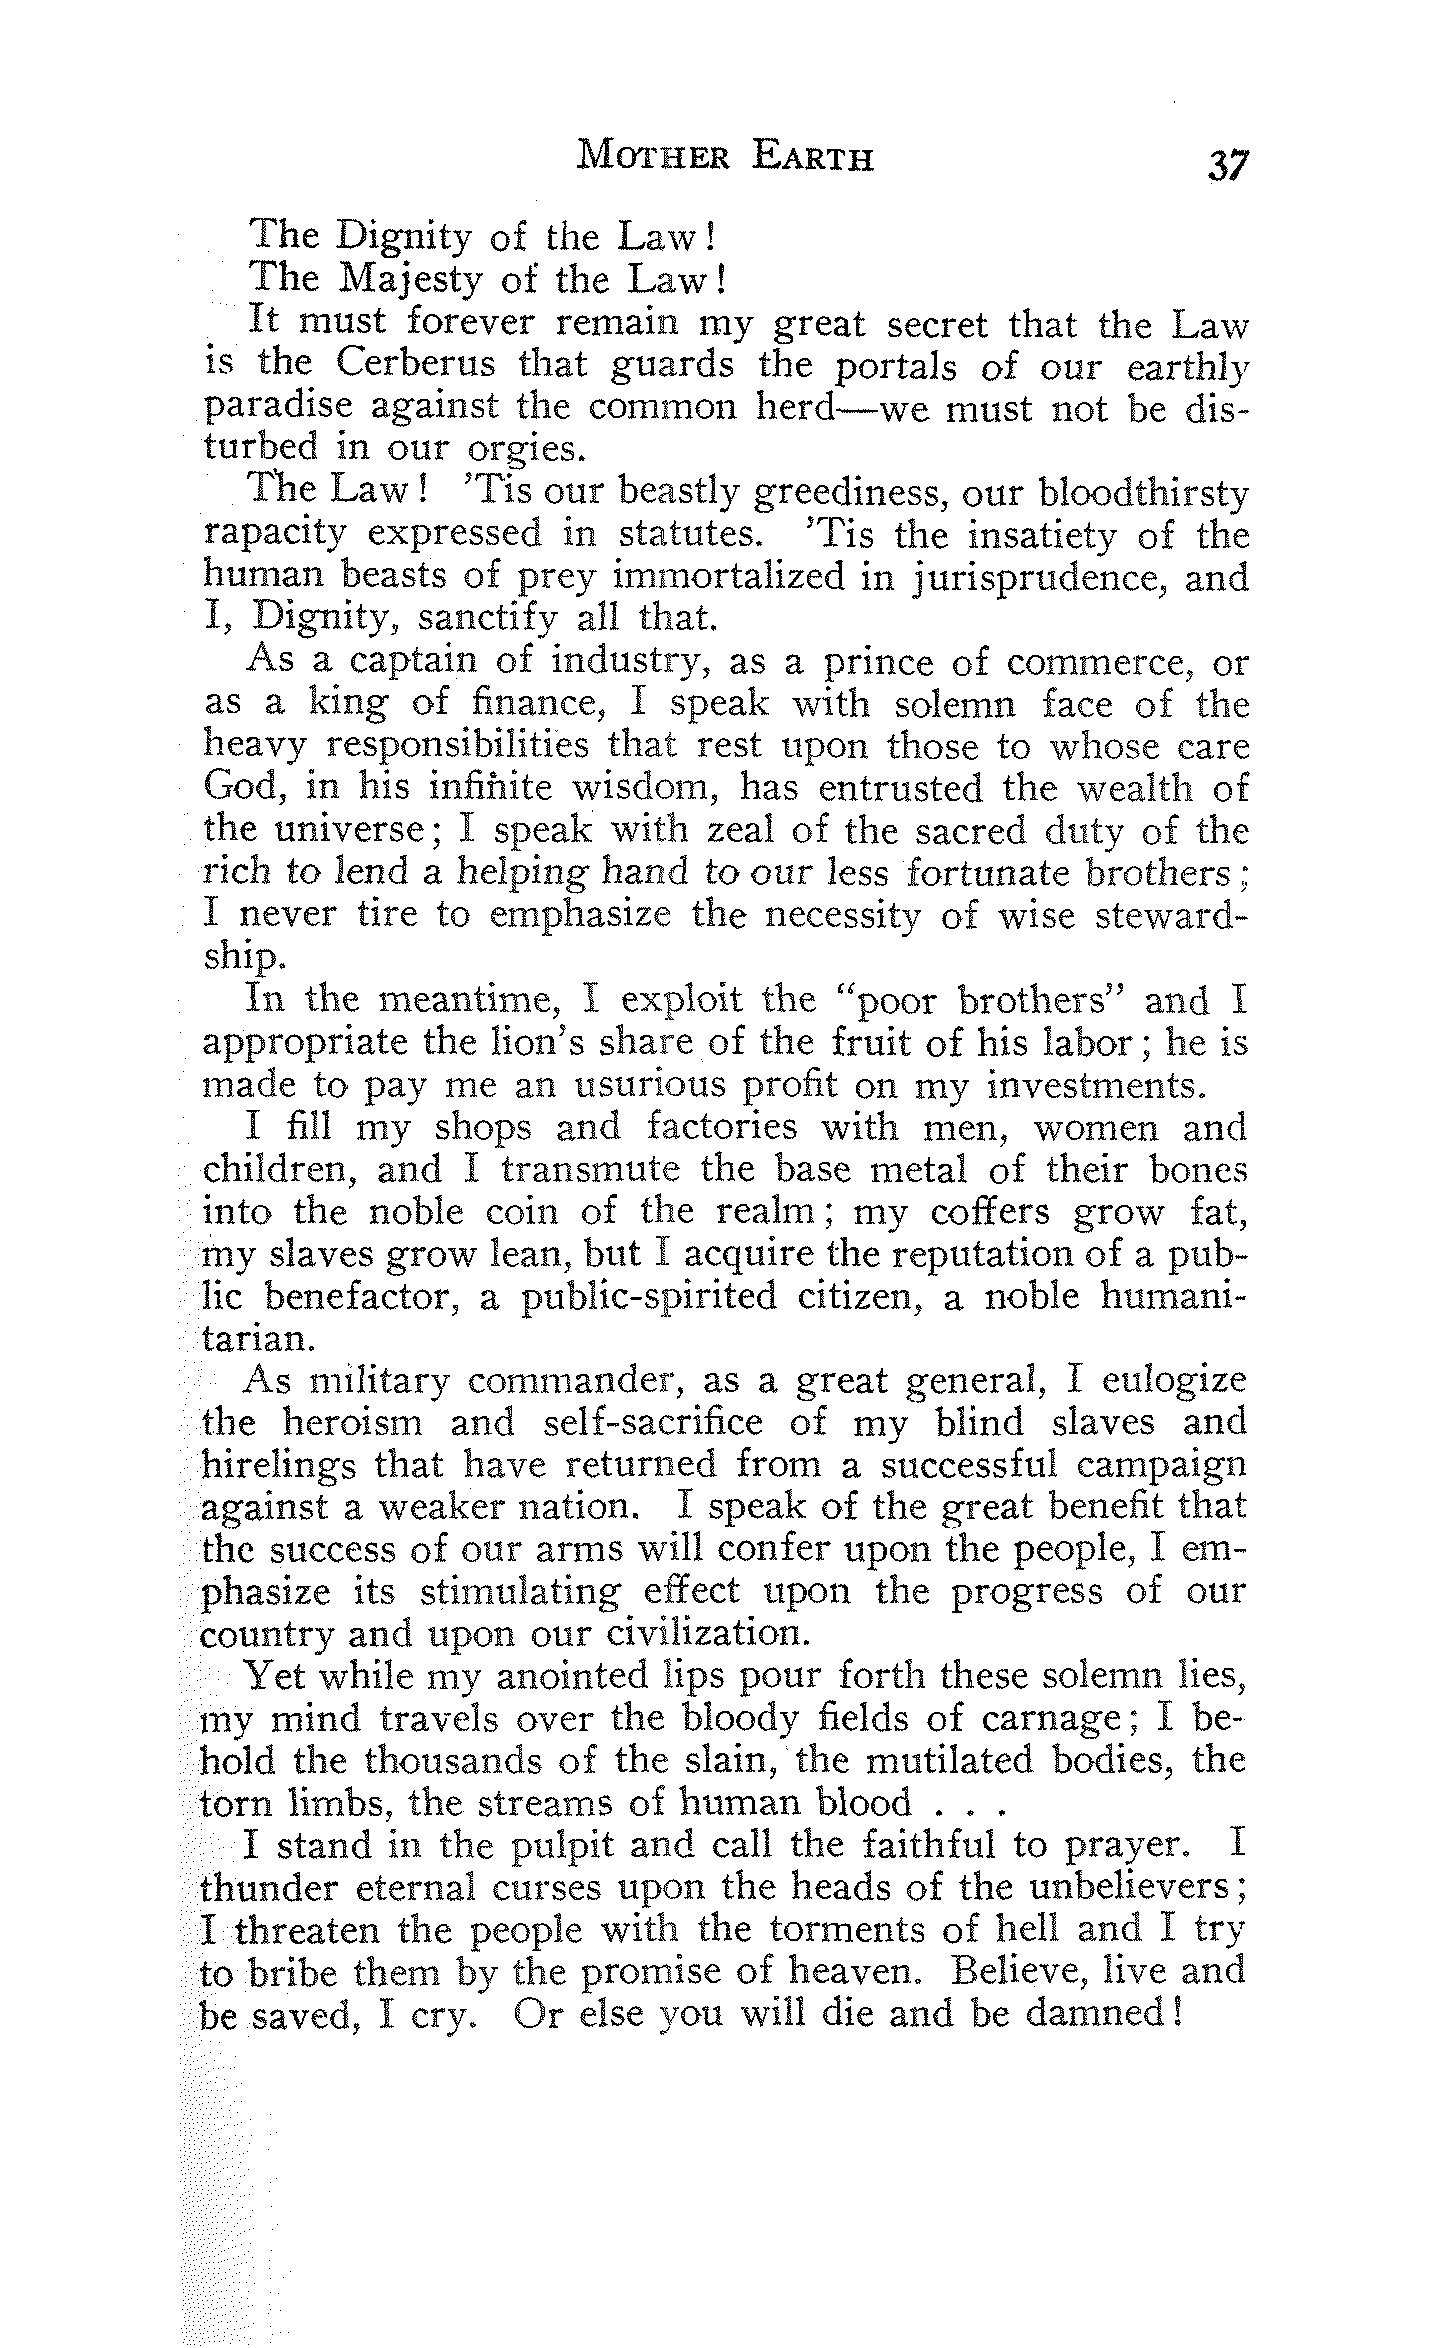 MOTHER EARTH 37
The Dignity of the Law!
The Majesty of the Law!
It must forever remain my great secret that the Law
is the Cerberus that guards the portals of our earthly
paradise against the common herd—we must not be dis-
turbed in our orgies.
The Law! 'Tis our beastly greediness, our bloodthirsty
rapacity expressed in statutes. 'Tis the insatiety of the
human beasts of prey immortalized in jurisprudence, and
I, Dignity, sanctify all that.
As a captain of industry, as a prince of commerce, or
as a king of finance, I speak with solemn face of the
heavy responsibilities that rest upon those to whose care
God, in his infinite wisdom, has entrusted the wealth of
the universe; I speak with zeal of the sacred duty of the
rich to lend a helping hand to our less fortunate brothers;
I never tire to emphasize the necessity of wise steward-
ship.
In the meantime, I exploit the "poor brothers" and I
appropriate the lion's share of the fruit of his labor; he is
made to pay me an usurious profit on my investments.
I fill my shops and factories with men, women and
children, and I transmute the base metal of their bones
into the noble coin of the realm; my coffers grow fat,
my slaves grow lean, but I acquire the reputation of a pub-
lic benefactor, a public-spirited citizen, a noble humani-
tarian.
As military commander, as a great general, I eulogize
the heroism and self-sacrifice of my blind slaves and
hirelings that have returned from a successful campaign
against a weaker nation. I speak of the great benefit that
the success of our arms will confer upon the people, I em-
phasize its stimulating effect upon the progress of our
country and upon our civilization.
Yet while my anointed lips pour forth these solemn lies,
my mind travels over the bloody fields of carnage; I be-
hold the thousands of the slain, the mutilated bodies, the
torn limbs, the streams of human blood . . .
I stand in the pulpit and call the faithful to prayer. I
thunder eternal curses upon the heads of the unbelievers;
I threaten the people with the torments of hell and I try
to bribe them by the promise of heaven. Believe, live and
be saved, I cry. Or else you will die and be damned!